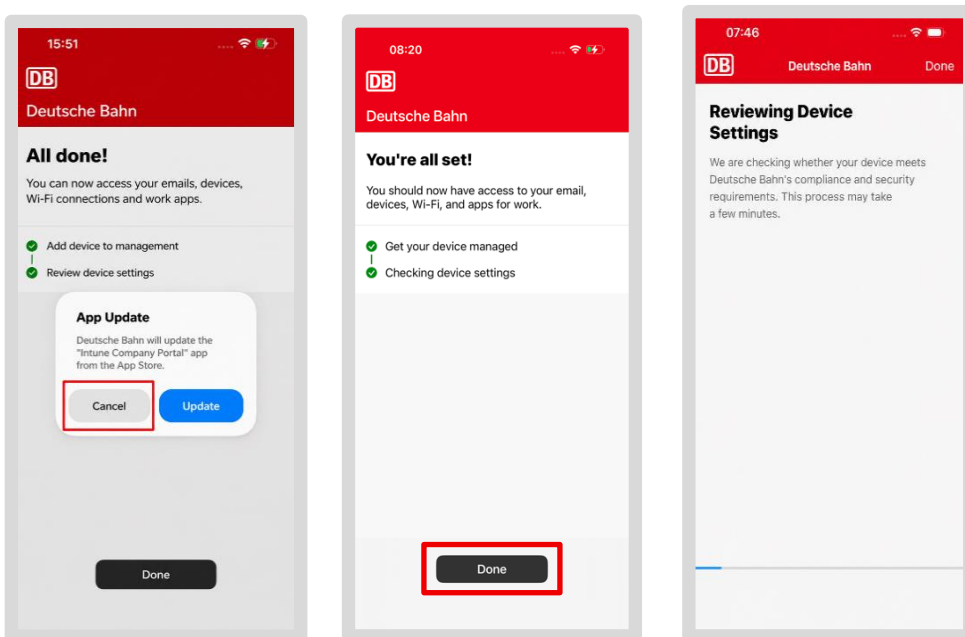 15:51
DB
Deutsche Bahn
All done!
You can now access your emails, devices,
Wi-Fi connections and work apps.
Add device to management
Review device settings
App Update
Deutsche Bahn will update the
"Intune Company Portal" app
from the App Store.
Cancel
Update
Done
08:20
DB
Deutsche Bahn
You're all set!
You should now have access to your email,
devices, Wi-Fi, and apps for work.
Get your device managed
Checking device settings
Done
07:46
DB
Deutsche Bahn
Done
Reviewing Device
Settings
We are checking whether your device meets
Deutsche Bahn's compliance and security
requirements. This process may take
a few minutes.